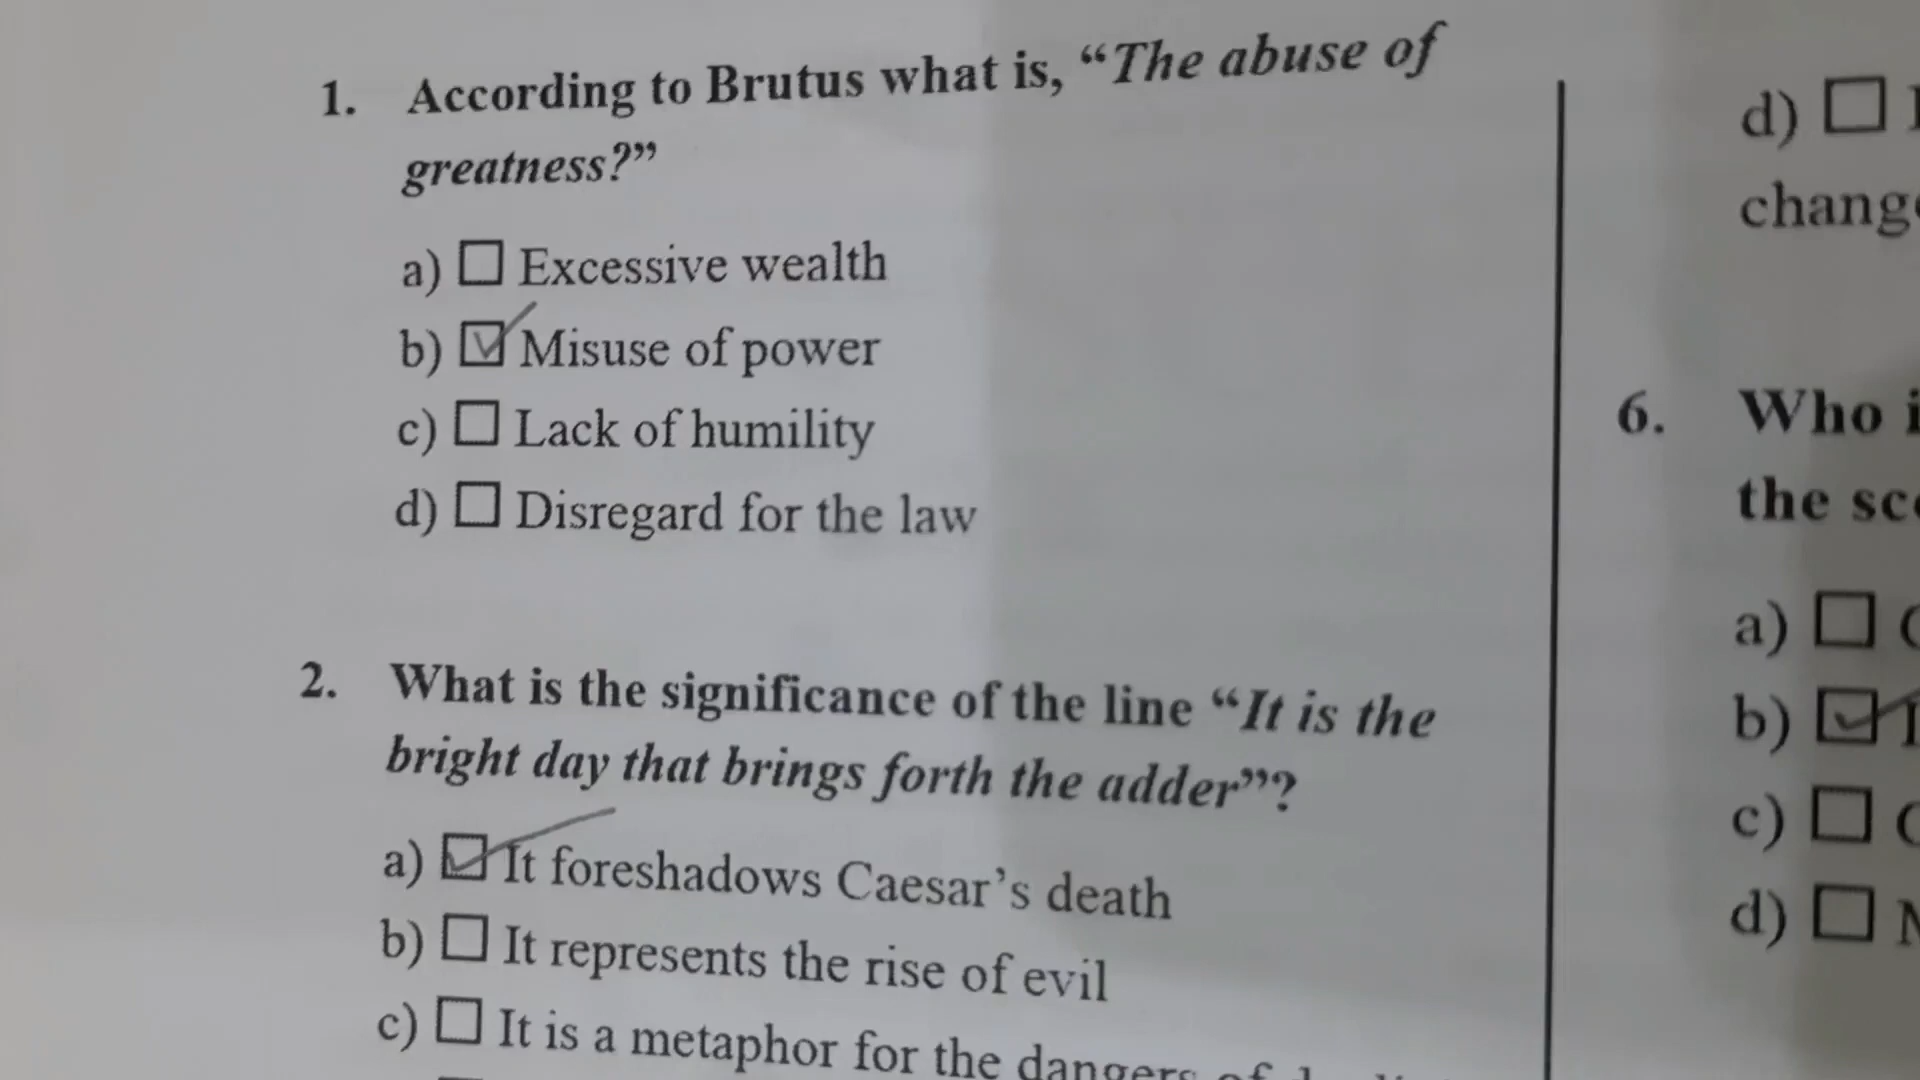 1. According to Brutus what is, “The abuse of
greatness?”
a) ☐ Excessive wealth
b) ☑ Misuse of power
c) ☐ Lack of humility
d) ☐ Disregard for the law
2. What is the significance of the line “It is the
bright day that brings forth the adder”?
a) ☑ It foreshadows Caesar’s death
b) ☐ It represents the rise of evil
c) ☐ It is a metaphor for the dangers of
d) ☐
6. Who
the
a) ☐
b) ☑
c) ☐
d) ☐